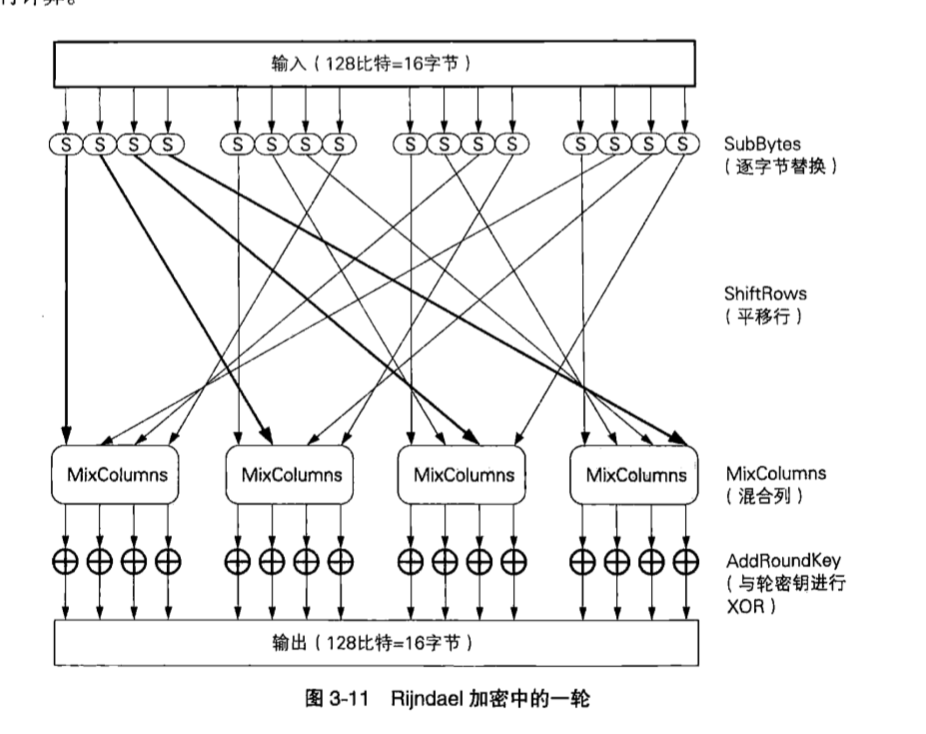 输入（128比特=16字节）
S S S S S S S S S S S S S S S S
SubBytes
（逐字节替换）
ShiftRows
（平移行）
MixColumns MixColumns MixColumns MixColumns
MixColumns
（混合列）
AddRoundKey
（与轮密钥进行
XOR）
输出（128比特=16字节）
图 3-11 Rijndael 加密中的一轮